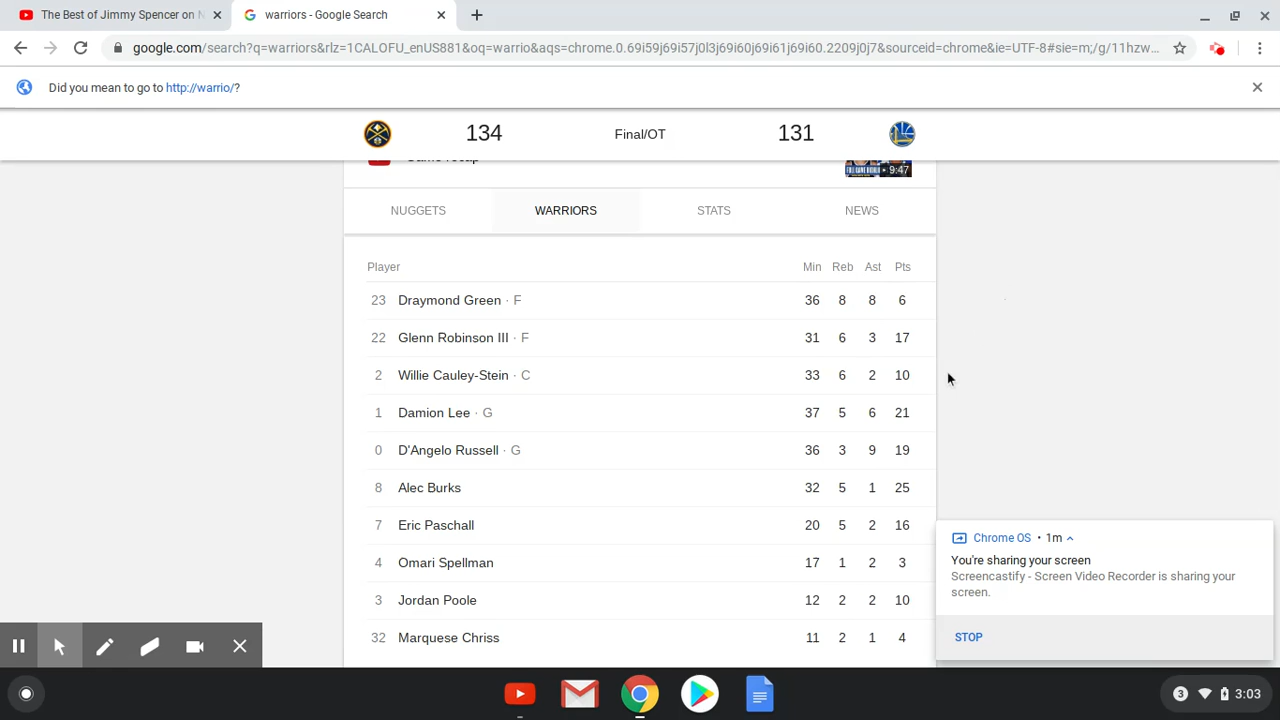 The Best of Jimmy Spencer on N
warriors - Google Search
google.com/search?q=warriors&rlz=1CALOFU_enUS881&oq=warrio&aqs=chrome.0.69i59j69i57j0l3j69i60j69i61j69i60.2209j0j7&sourceid=chrome&ie=UTF-8#sie=m;/g/11hzw...
Did you mean to go to http://warrio/?
134 Final/OT 131
Game recap
9:47
NUGGETS WARRIORS STATS NEWS
Player Min Reb Ast Pts
23 Draymond Green · F 36 8 8 6
22 Glenn Robinson III · F 31 6 3 17
2 Willie Cauley-Stein · C 33 6 2 10
1 Damion Lee · G 37 5 6 21
0 D'Angelo Russell · G 36 3 9 19
8 Alec Burks 32 5 1 25
7 Eric Paschall 20 5 2 16
4 Omari Spellman 17 1 2 3
3 Jordan Poole 12 2 2 10
32 Marquese Chriss 11 2 1 4
Chrome OS • 1m
You're sharing your screen
Screencastify - Screen Video Recorder is sharing your
screen.
STOP
3 3:03